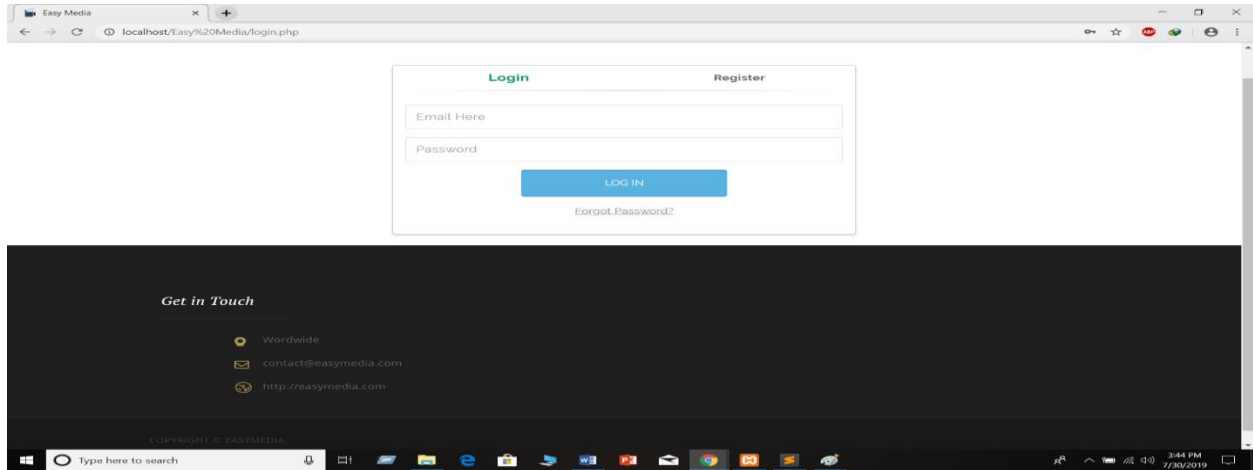 Easy Media
localhost/Easy%20Media/login.php
ABP
Login Register
Email Here
Password
LOG IN
Forgot Password?
Get in Touch
Wordwide
contact@easymedia.com
http://easymedia.com
COPYRIGHT © EASYMEDIA.
Type here to search
3:44 PM
7/30/2019